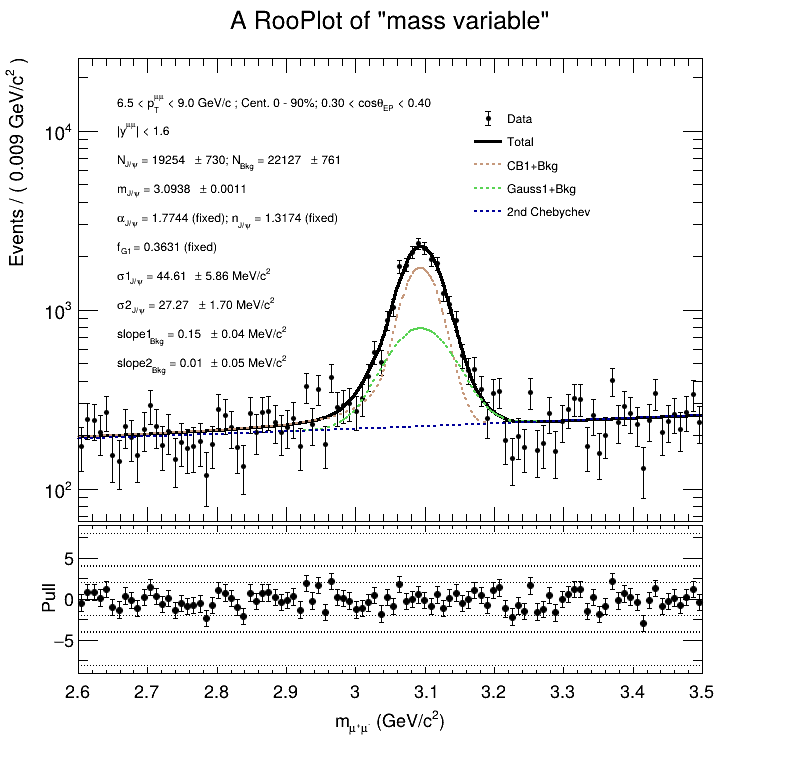 A RooPlot of "mass variable"
Events / ( 0.009 GeV/c² )
10⁴
10³
10²
6.5 < p_T^μμ < 9.0 GeV/c ; Cent. 0 - 90%; 0.30 < cosθ_EP < 0.40
|y^μμ| < 1.6
N_J/ψ = 19254 ± 730; N_Bkg = 22127 ± 761
m_J/ψ = 3.0938 ± 0.0011
α_J/ψ = 1.7744 (fixed); n_J/ψ = 1.3174 (fixed)
f_G1 = 0.3631 (fixed)
σ1_J/ψ = 44.61 ± 5.86 MeV/c²
σ2_J/ψ = 27.27 ± 1.70 MeV/c²
slope1_Bkg = 0.15 ± 0.04 MeV/c²
slope2_Bkg = 0.01 ± 0.05 MeV/c²
Data
Total
CB1+Bkg
Gauss1+Bkg
2nd Chebychev
Pull
5
0
−5
2.6 2.7 2.8 2.9 3 3.1 3.2 3.3 3.4 3.5
m_μ⁺μ⁻ (GeV/c²)